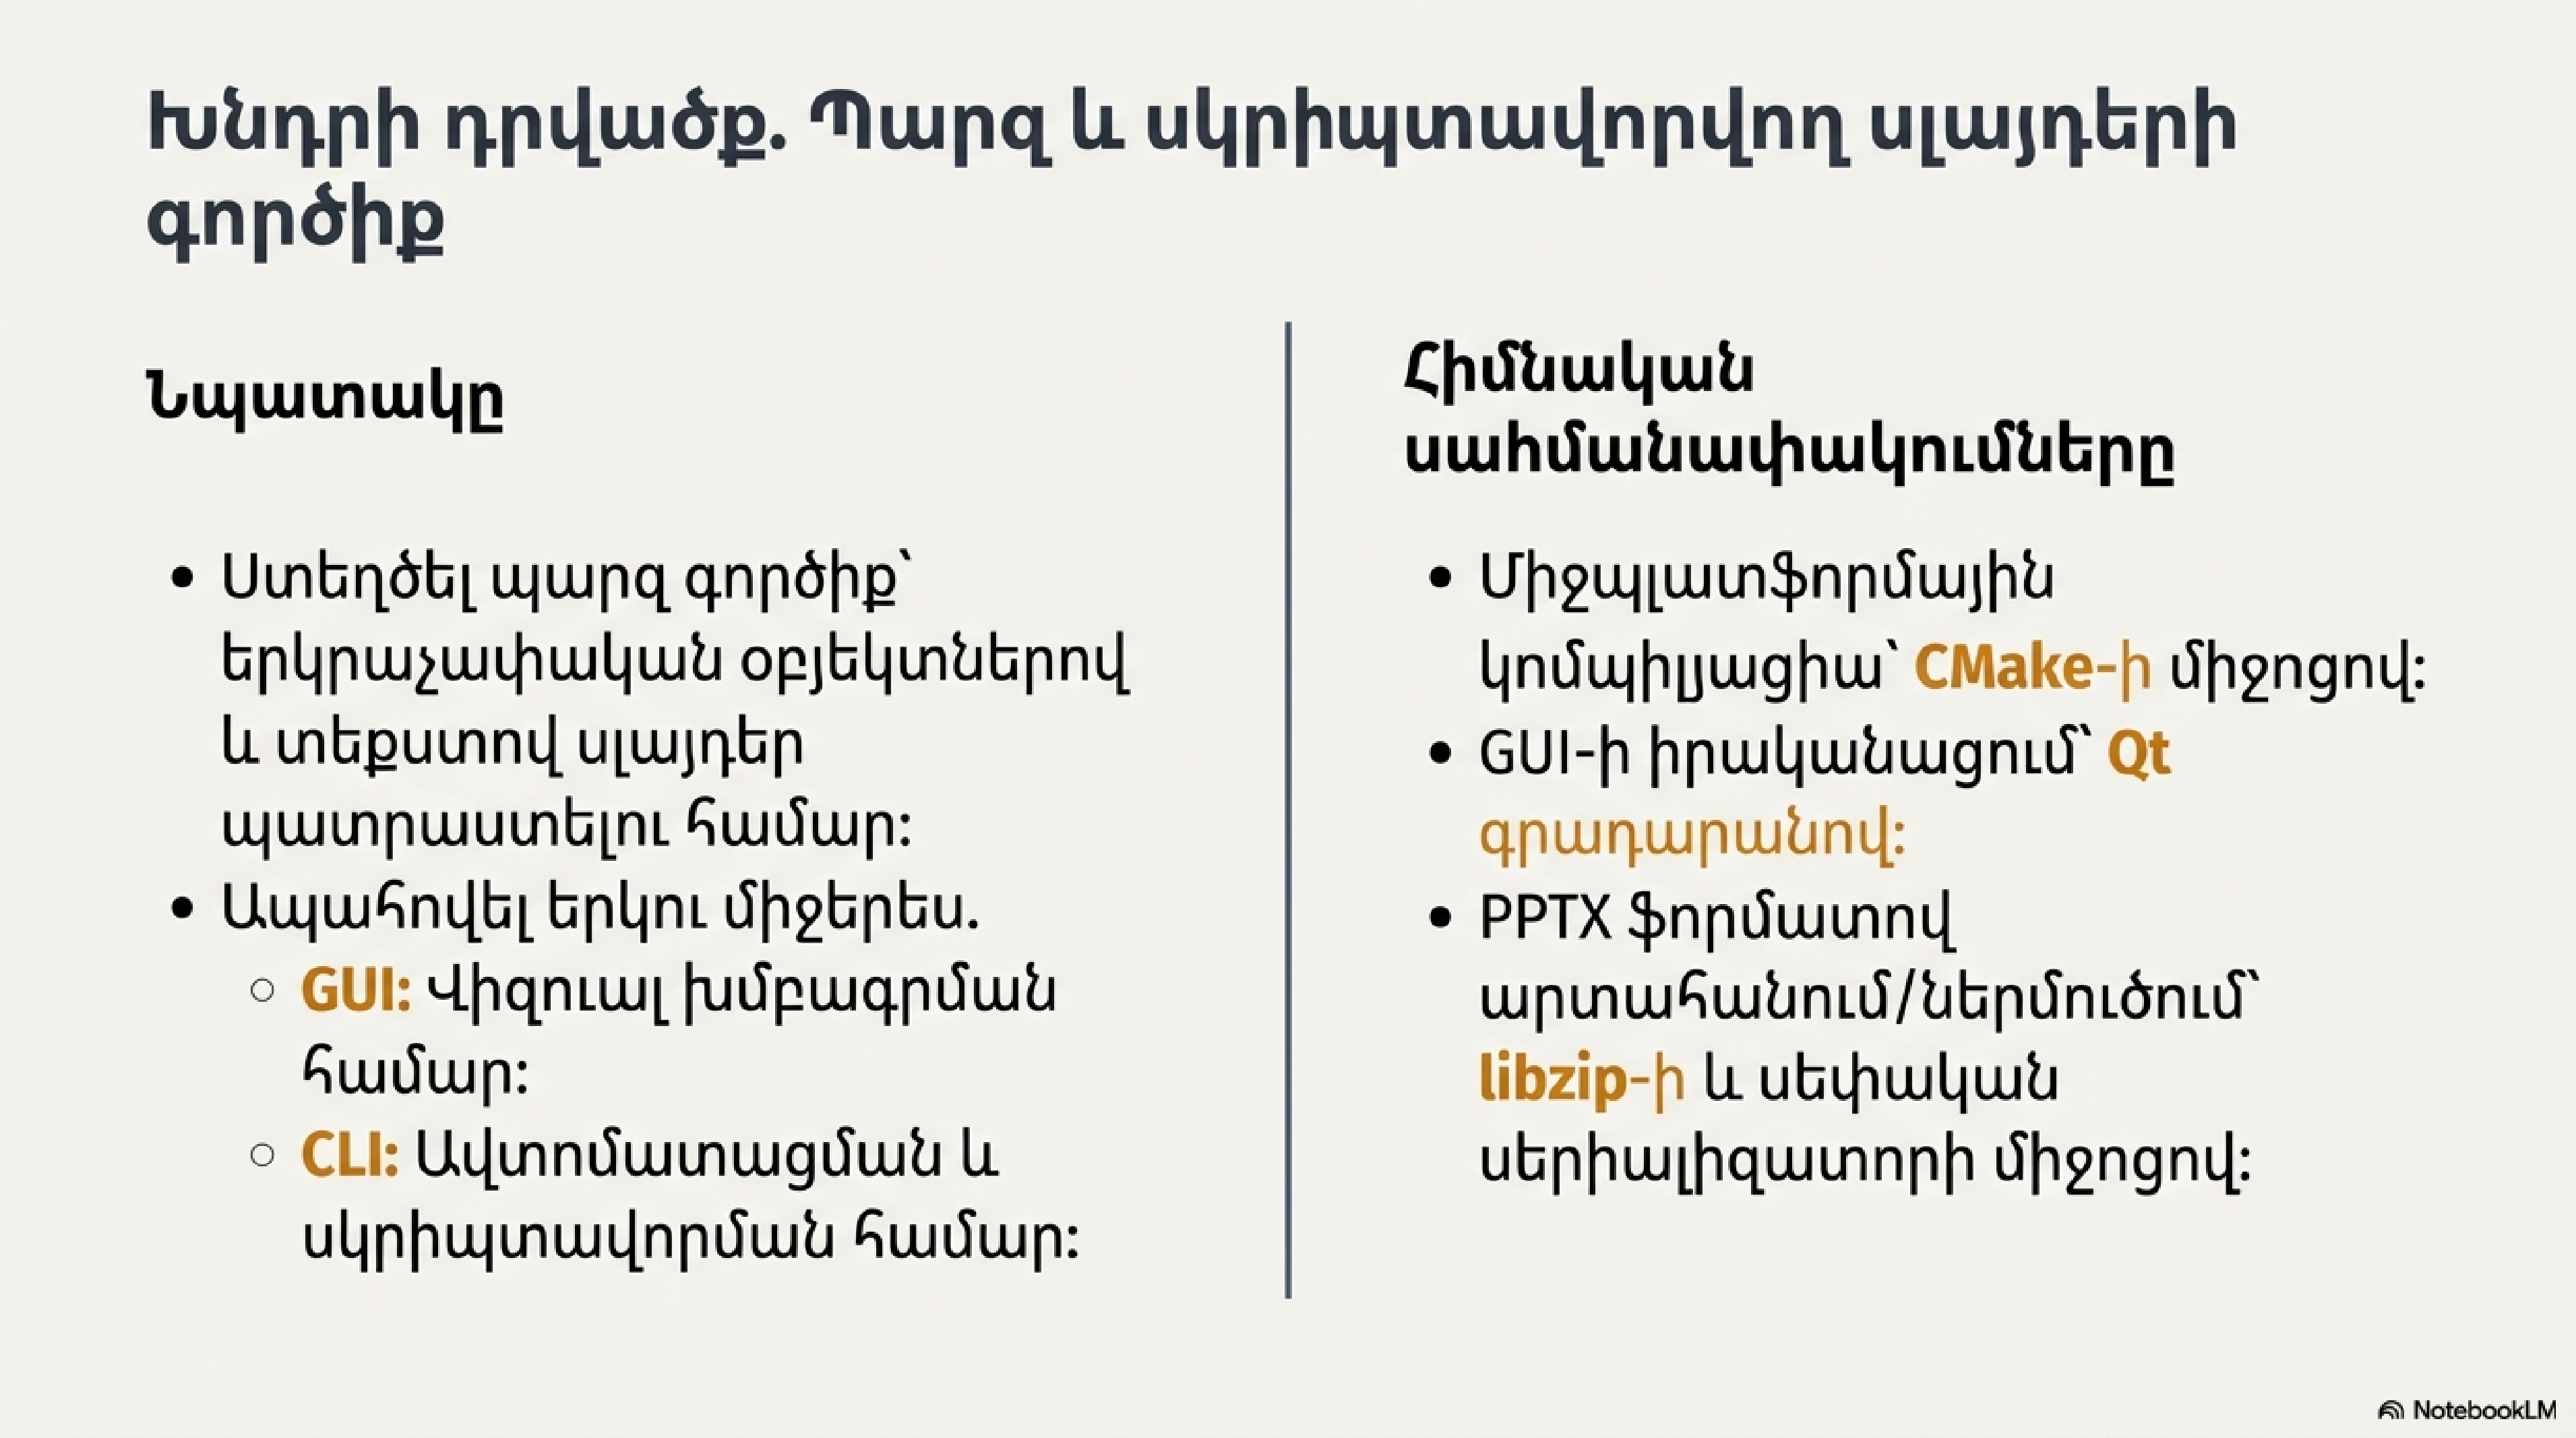 Խնդրի դրվածք. Պարզ և սկրիպտավորվող սլայդերի
գործիք
Նպատակը
• Ստեղծել պարզ գործիք՝
երկրաչափական օբյեկտներով
և տեքստով սլայդեր
պատրաստելու համար:
• Ապահովել երկու միջերես.
○ GUI: Վիզուալ խմբագրման
համար:
○ CLI: Ավտոմատացման և
սկրիպտավորման համար:
Հիմնական
սահմանափակումները
• Միջպլատֆորմային
կոմպիլյացիա՝ CMake-ի միջոցով:
• GUI-ի իրականացում՝ Qt
գրադարանով:
• PPTX ֆորմատով
արտահանում/ներմուծում՝
libzip-ի և սեփական
սերիալիզատորի միջոցով:
NotebookLM